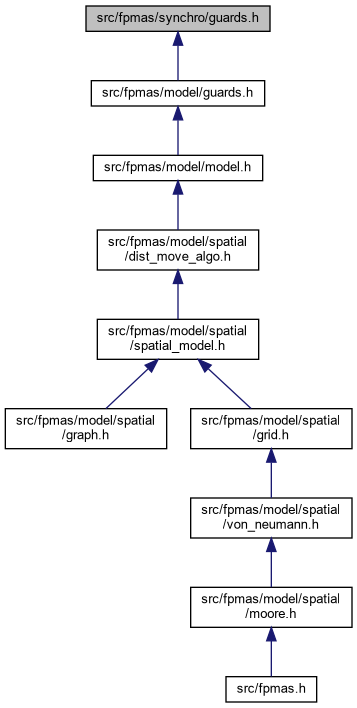 src/fpmas/synchro/guards.h
src/fpmas/model/guards.h
src/fpmas/model/model.h
src/fpmas/model/spatial
/dist_move_algo.h
src/fpmas/model/spatial
/spatial_model.h
src/fpmas/model/spatial
/graph.h
src/fpmas/model/spatial
/grid.h
src/fpmas/model/spatial
/von_neumann.h
src/fpmas/model/spatial
/moore.h
src/fpmas.h